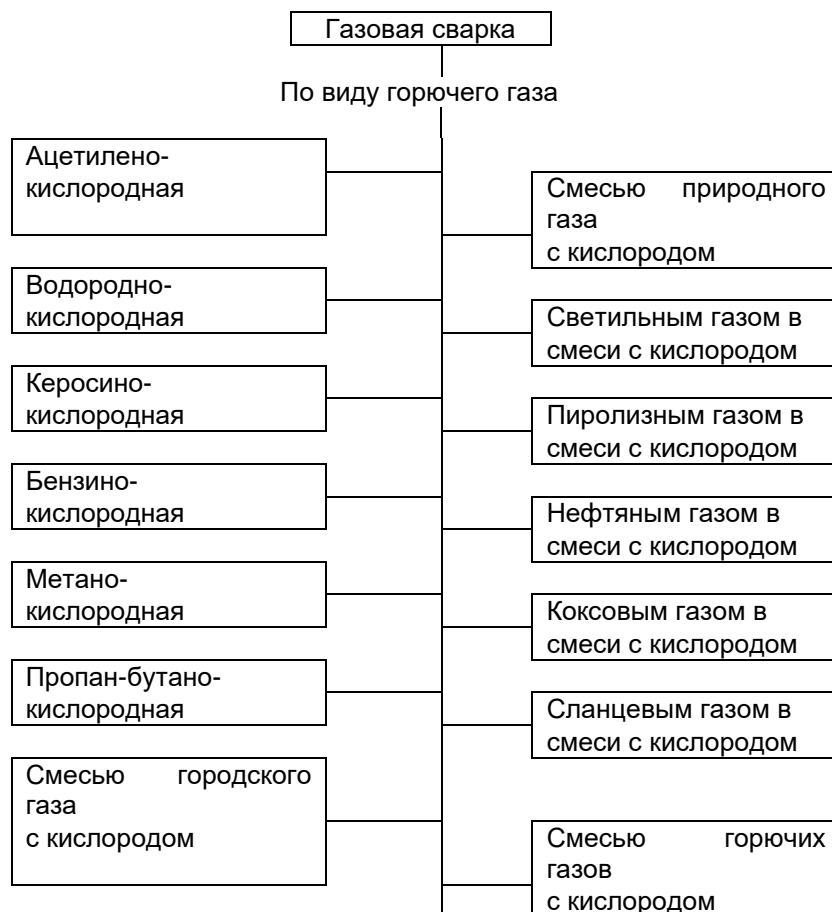 Газовая сварка
По виду горючего газа
Ацетилено-
кислородная
Водородно-
кислородная
Керосино-
кислородная
Бензино-
кислородная
Метано-
кислородная
Пропан-бутано-
кислородная
Смесью городского
газа
с кислородом
Смесью природного
газа
с кислородом
Светильным газом в
смеси с кислородом
Пиролизным газом в
смеси с кислородом
Нефтяным газом в
смеси с кислородом
Коксовым газом в
смеси с кислородом
Сланцевым газом в
смеси с кислородом
Смесью горючих
газов
с кислородом